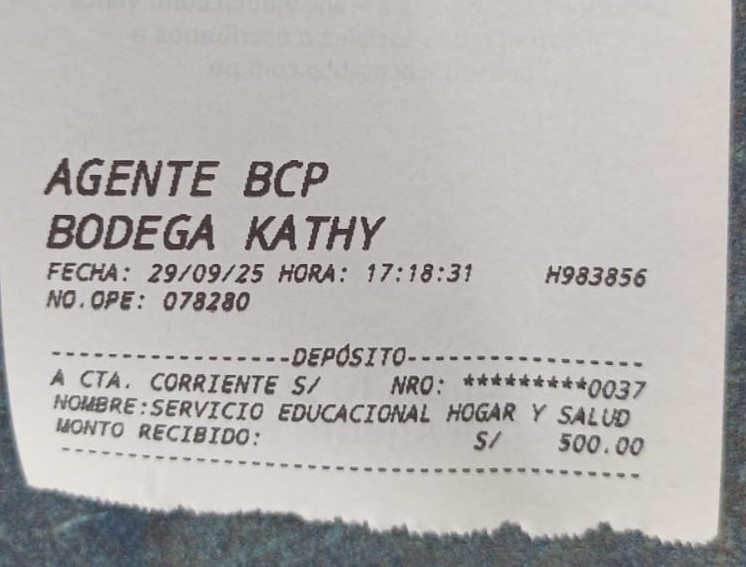 AGENTE BCP
BODEGA KATHY
FECHA: 29/09/25 HORA: 17:18:31 H983856
NO.OPE: 078280
-----------------DEPÓSITO-----------------
A CTA. CORRIENTE S/ NRO: *********0037
NOMBRE:SERVICIO EDUCACIONAL HOGAR Y SALUD
MONTO RECIBIDO: S/ 500.00
------------------------------------------